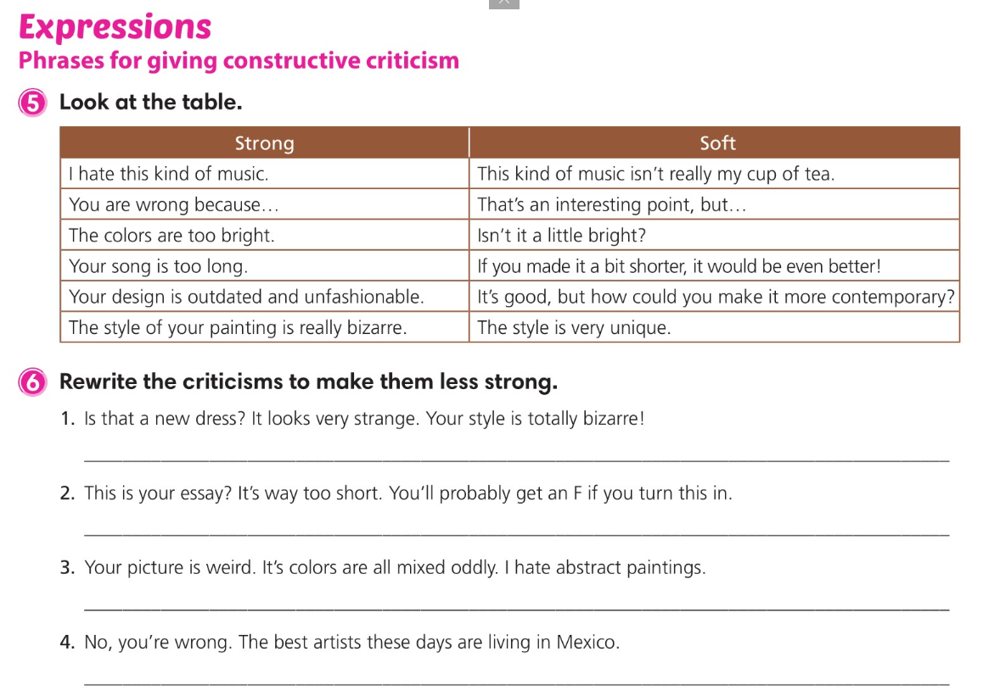 Expressions
Phrases for giving constructive criticism
5 Look at the table.
Strong Soft
I hate this kind of music. This kind of music isn't really my cup of tea.
You are wrong because... That's an interesting point, but...
The colors are too bright. Isn't it a little bright?
Your song is too long. If you made it a bit shorter, it would be even better!
Your design is outdated and unfashionable. It's good, but how could you make it more contemporary?
The style of your painting is really bizarre. The style is very unique.
6 Rewrite the criticisms to make them less strong.
1. Is that a new dress? It looks very strange. Your style is totally bizarre!
2. This is your essay? It's way too short. You'll probably get an F if you turn this in.
3. Your picture is weird. It's colors are all mixed oddly. I hate abstract paintings.
4. No, you're wrong. The best artists these days are living in Mexico.